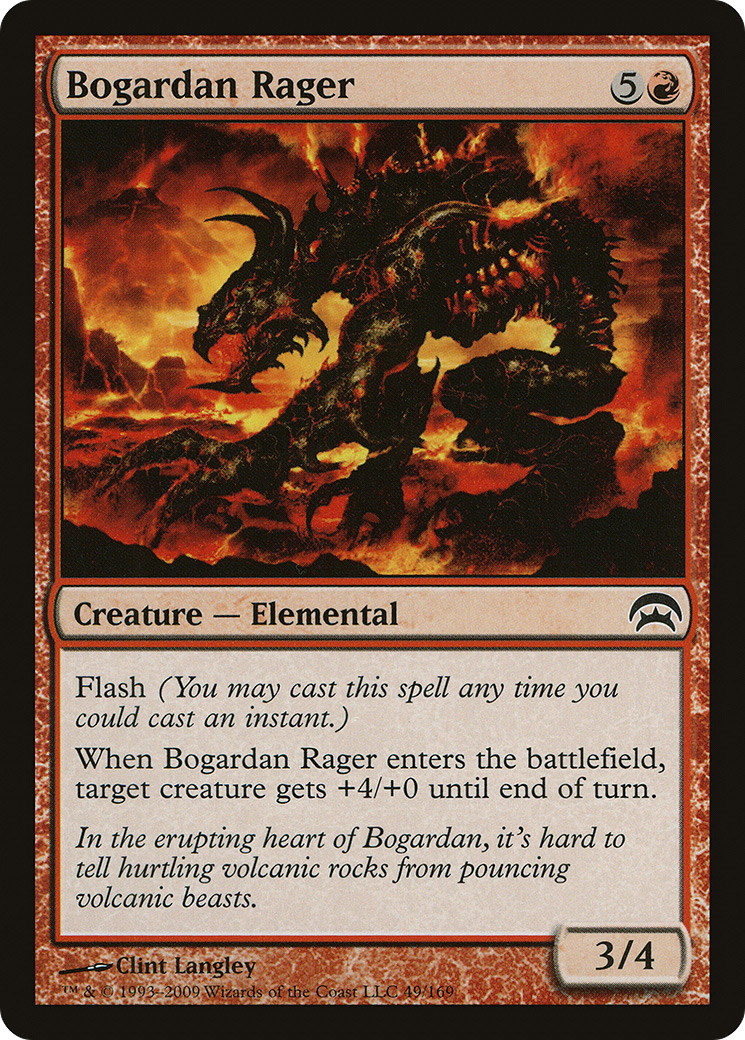 Bogardan Rager 5
Creature — Elemental
Flash (You may cast this spell any time you
could cast an instant.)
When Bogardan Rager enters the battlefield,
target creature gets +4/+0 until end of turn.
In the erupting heart of Bogardan, it's hard to
tell hurtling volcanic rocks from pouncing
volcanic beasts.
3/4
Clint Langley
™ & © 1993–2009 Wizards of the Coast LLC 49/169